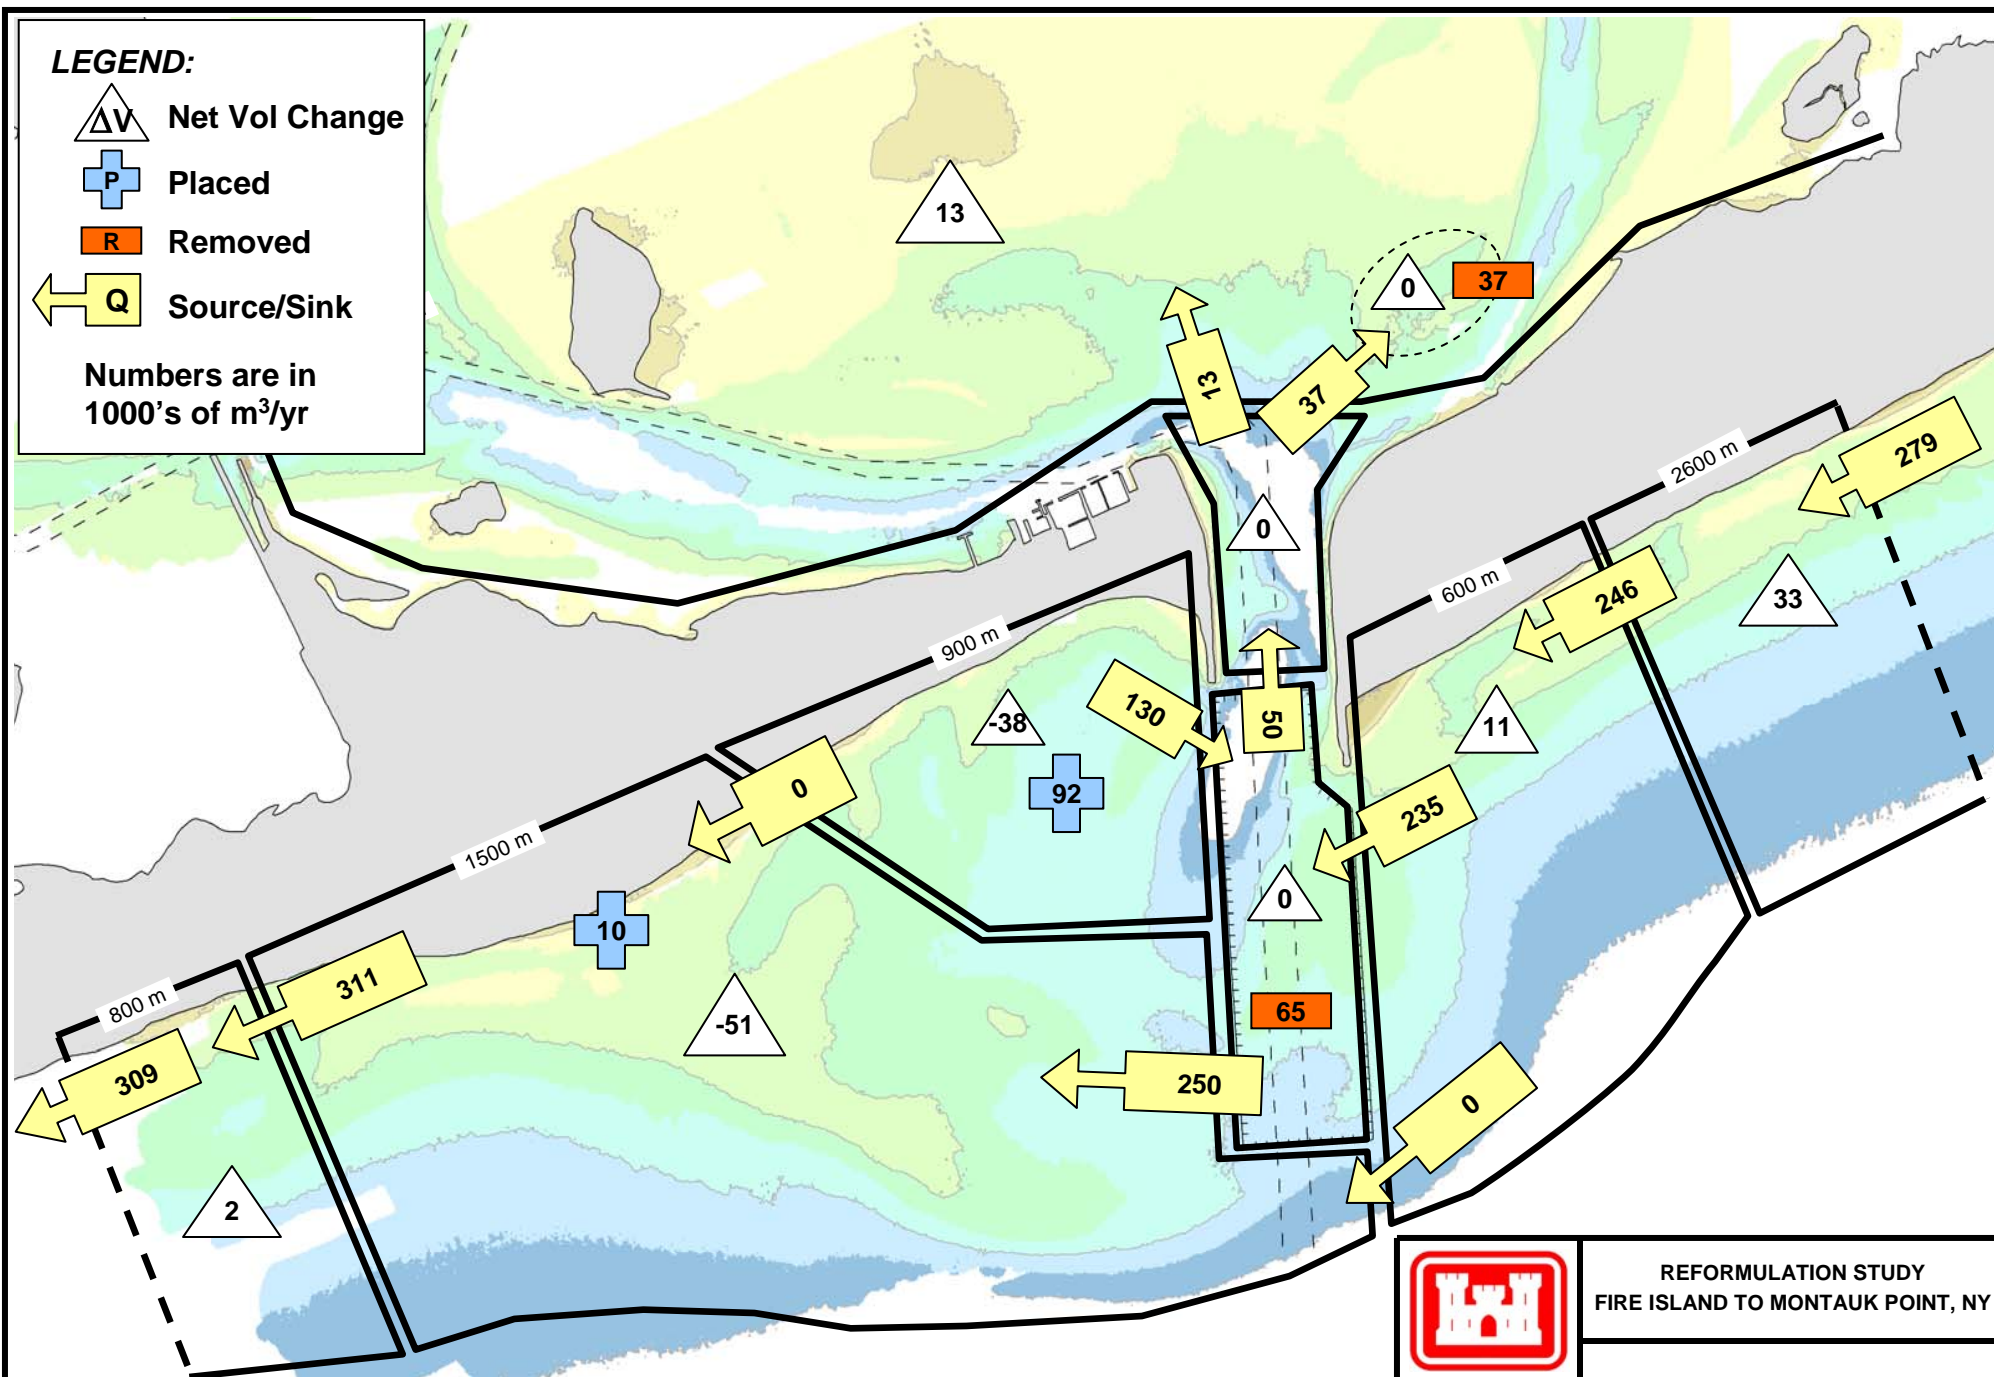 LEGEND:
ΔV Net Vol Change
P Placed
R Removed
Q Source/Sink
Numbers are in
1000's of m³/yr
13
0
37
13
37
279
2600 m
0
246
33
600 m
900 m
-38
130
50
11
92
0
235
1500 m
0
10
311
-51
65
800 m
309
250
0
2
REFORMULATION STUDY
FIRE ISLAND TO MONTAUK POINT, NY